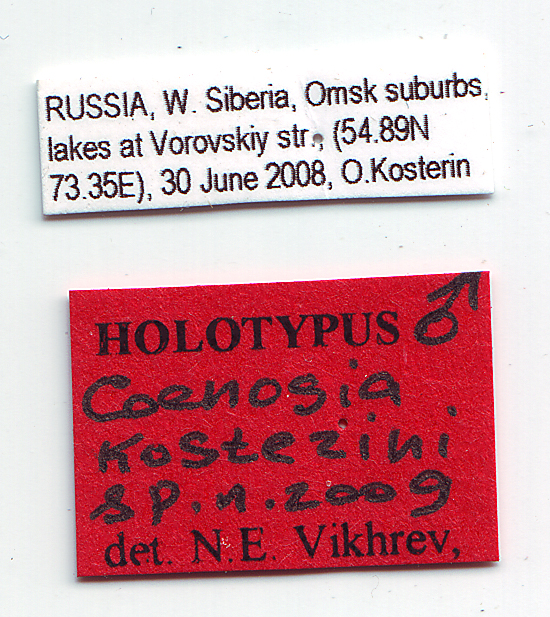 RUSSIA, W. Siberia, Omsk suburbs,
lakes at Vorovskiy str., (54.89N
73.35E), 30 June 2008, O.Kosterin
HOLOTYPUS ♂
Coenosia
kosterini
sp.n.2009
det. N.E. Vikhrev,